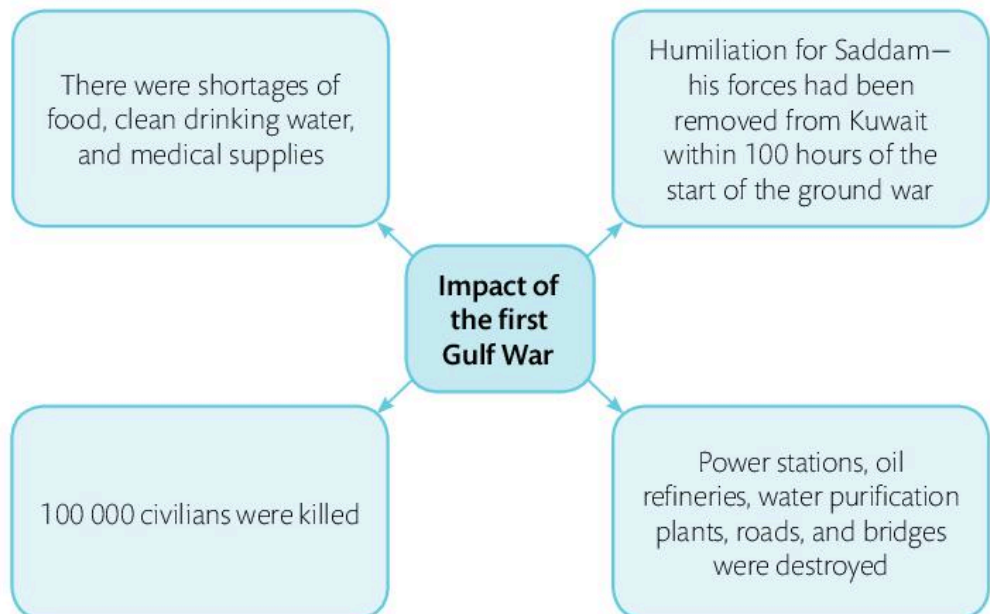 There were shortages of
food, clean drinking water,
and medical supplies
Humiliation for Saddam—
his forces had been
removed from Kuwait
within 100 hours of the
start of the ground war
Impact of
the first
Gulf War
100 000 civilians were killed
Power stations, oil
refineries, water purification
plants, roads, and bridges
were destroyed